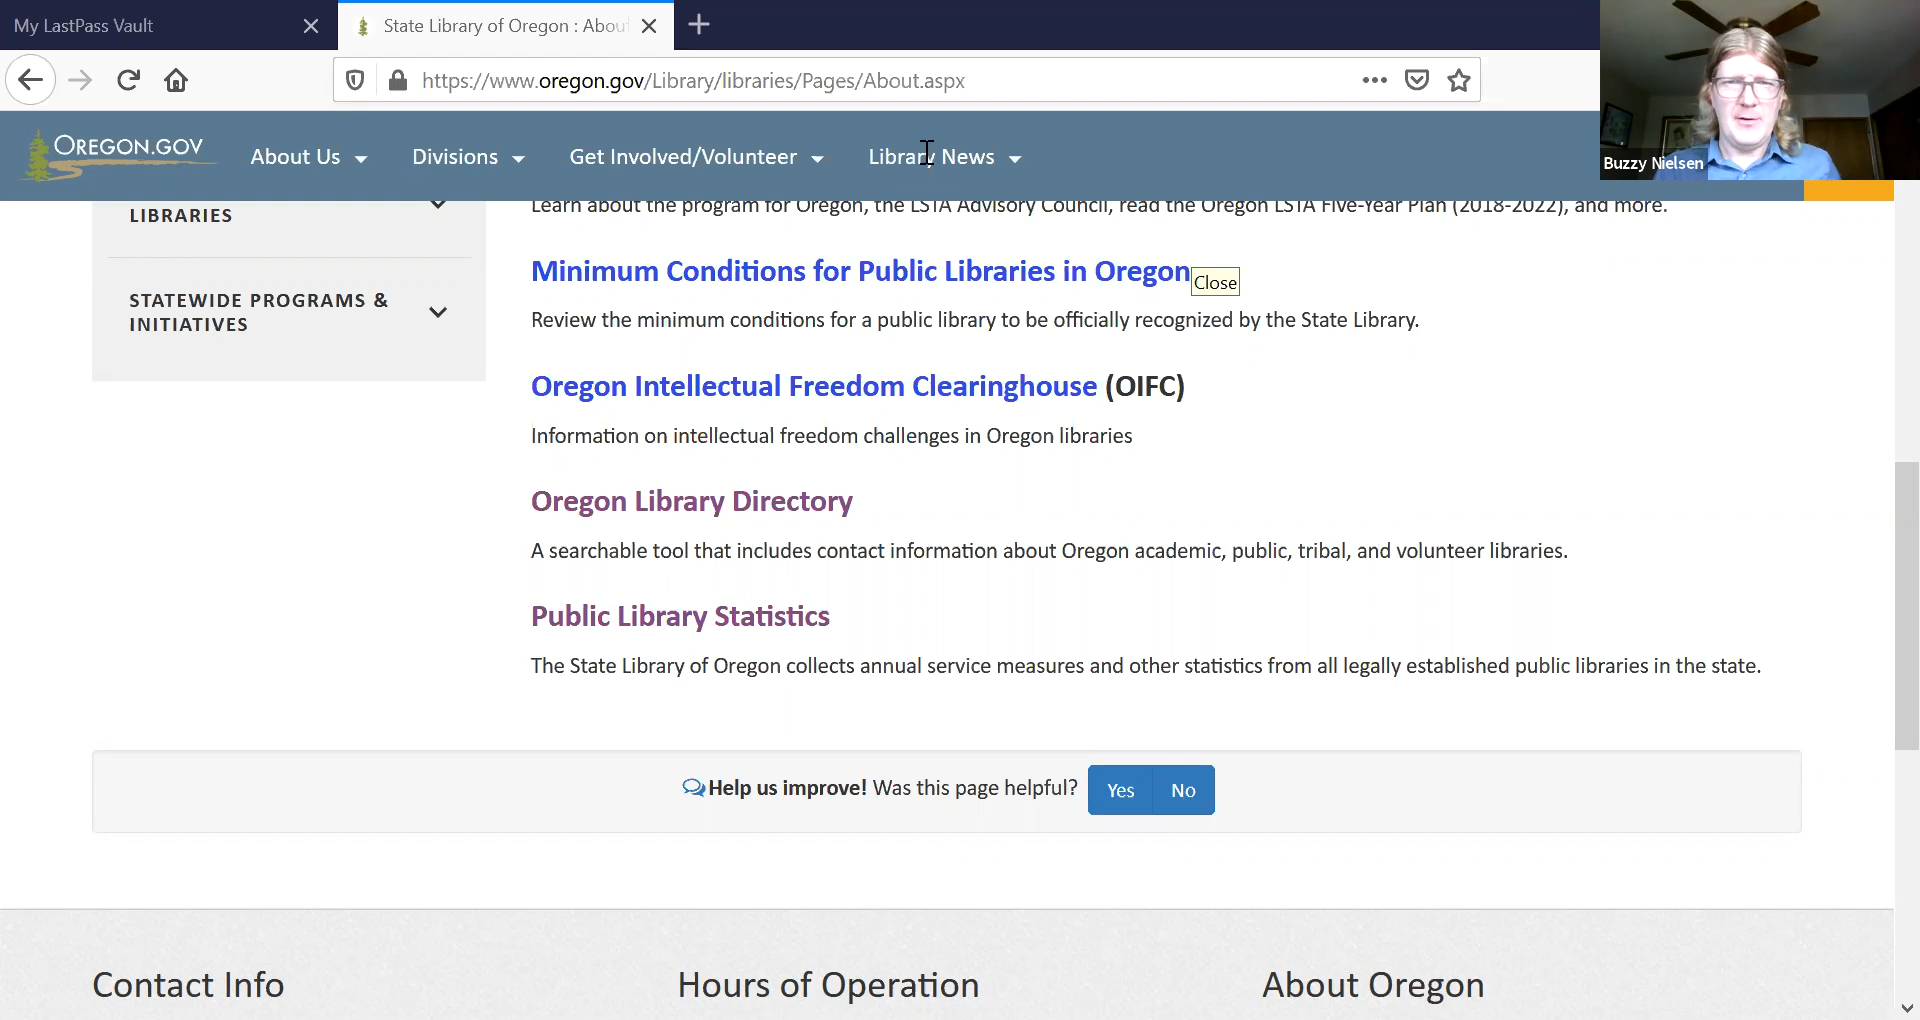 My LastPass Vault
State Library of Oregon : Abou
https://www.oregon.gov/Library/libraries/Pages/About.aspx
Buzzy Nielsen
OREGON.GOV
About Us
Divisions
Get Involved/Volunteer
Library News
LIBRARIES
STATEWIDE PROGRAMS &
INITIATIVES
Learn about the program for Oregon, the LSTA Advisory Council, read the Oregon LSTA Five-Year Plan (2018-2022), and more.
Minimum Conditions for Public Libraries in Oregon
Close
Review the minimum conditions for a public library to be officially recognized by the State Library.
Oregon Intellectual Freedom Clearinghouse (OIFC)
Information on intellectual freedom challenges in Oregon libraries
Oregon Library Directory
A searchable tool that includes contact information about Oregon academic, public, tribal, and volunteer libraries.
Public Library Statistics
The State Library of Oregon collects annual service measures and other statistics from all legally established public libraries in the state.
Help us improve! Was this page helpful?
Yes
No
Contact Info
Hours of Operation
About Oregon